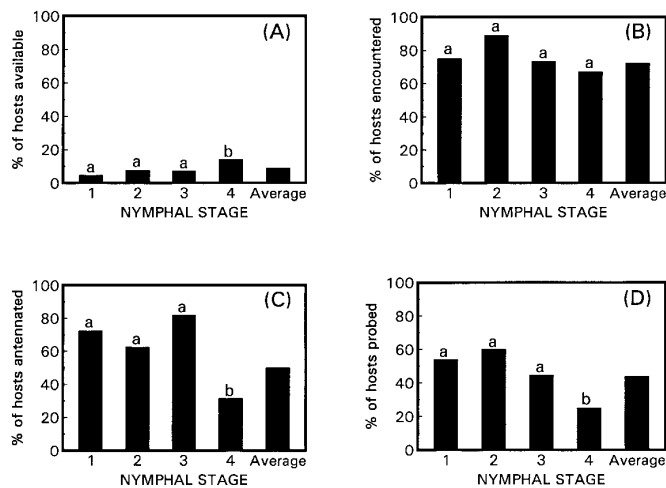 (A)
% of hosts available
100
80
60
40
20
0
a a a b
1 2 3 4 Average
NYMPHAL STAGE
(B)
% of hosts encountered
100
80
60
40
20
0
a a a a
1 2 3 4 Average
NYMPHAL STAGE
(C)
% of hosts antennated
100
80
60
40
20
0
a a a b
1 2 3 4 Average
NYMPHAL STAGE
(D)
% of hosts probed
100
80
60
40
20
0
a a a b
1 2 3 4 Average
NYMPHAL STAGE